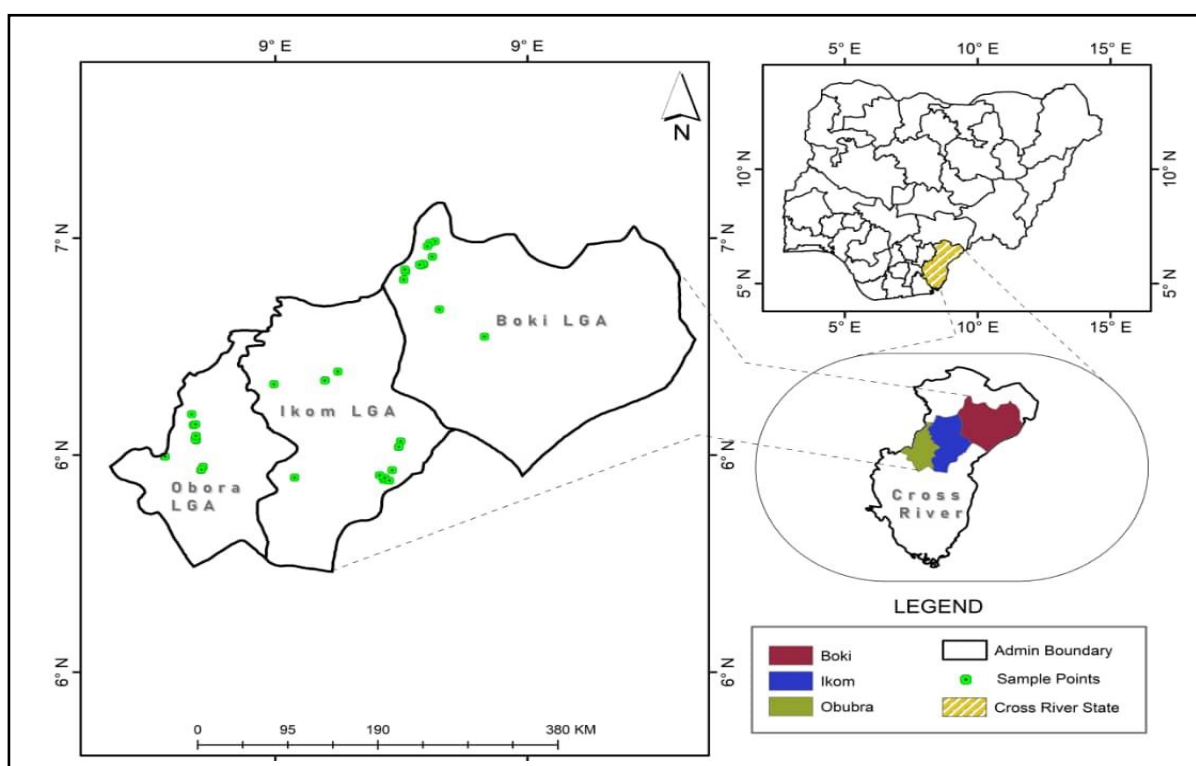 9° E
9° E
7° N
7° N
6° N
6° N
6° N
6° N
N
Boki LGA
Ikom LGA
Obora
LGA
0 95 190 380 KM
5° E 10° E 15° E
10° N
10° N
5° N
5° N
5° E 10° E 15° E
Cross
River
LEGEND
Boki
Ikom
Obubra
Admin Boundary
Sample Points
Cross River State